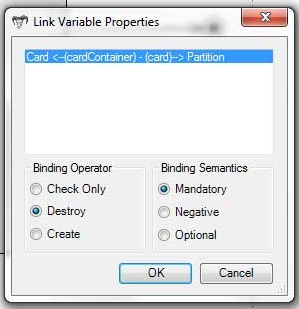 Link Variable Properties
Card <--(cardContainer) - (card)--> Partition
Binding Operator
Check Only
Destroy
Create
Binding Semantics
Mandatory
Negative
Optional
OK
Cancel